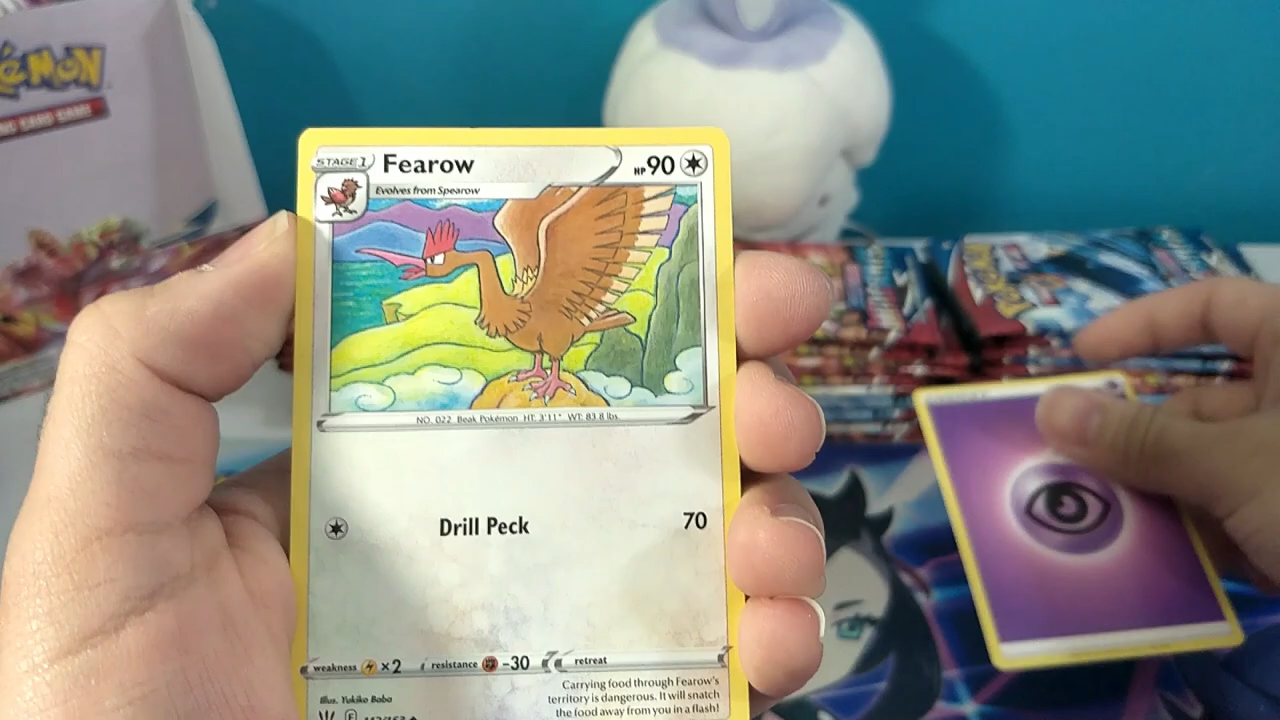 éMON
STAGE 1
Fearow
HP 90
Evolves from Spearow
NO. 022 Beak Pokémon HT: 3'11" WT: 83.8 lbs.
Drill Peck 70
weakness ×2 resistance -30 retreat
Illus. Yukiko Baba
Carrying food through Fearow's
territory is dangerous. It will snatch
the food away from you in a flash!